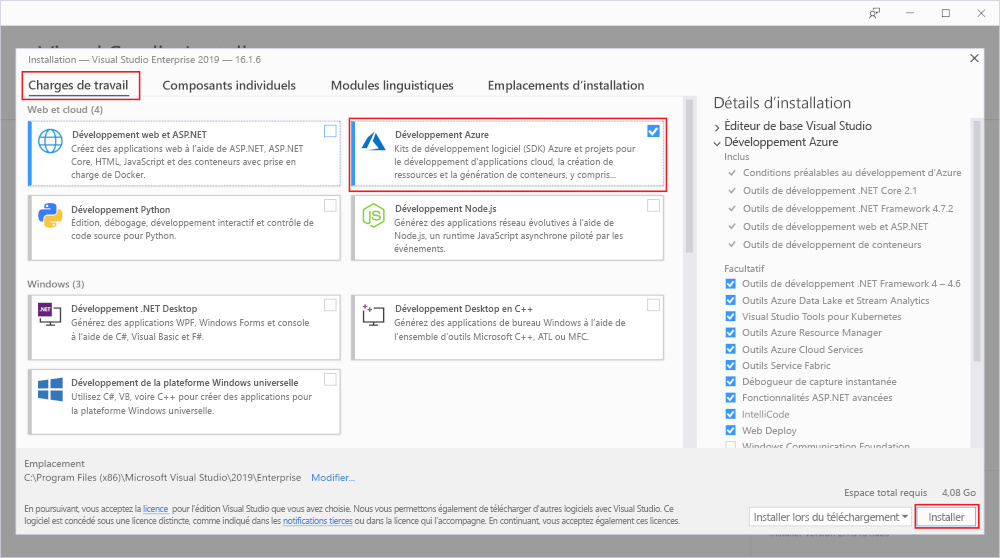 Installation — Visual Studio Enterprise 2019 — 16.1.6
Charges de travail
Composants individuels
Modules linguistiques
Emplacements d'installation
Web et cloud (4)
Développement web et ASP.NET
Créez des applications web à l'aide de ASP.NET, ASP.NET
Core, HTML, JavaScript et des conteneurs avec prise en
charge de Docker.
Développement Azure
Kits de développement logiciel (SDK) Azure et projets pour
le développement d'applications cloud, la création de
ressources et la génération de conteneurs, y compris...
Développement Python
Édition, débogage, développement interactif et contrôle de
code source pour Python.
Développement Node.js
Générez des applications réseau évolutives à l'aide de
Node.js, un runtime JavaScript asynchrone piloté par les
événements.
Windows (3)
.NET
Développement .NET Desktop
Générez des applications WPF, Windows Forms et console
à l'aide de C#, Visual Basic et F#.
Développement Desktop en C++
Générez des applications de bureau Windows à l'aide de
l'ensemble d'outils Microsoft C++, ATL ou MFC.
Développement de la plateforme Windows universelle
Utilisez C#, VB, voire C++ pour créer des applications pour
la plateforme Windows universelle.
Détails d'installation
Éditeur de base Visual Studio
Développement Azure
Inclus
Conditions préalables au développement d'Azure
Outils de développement .NET Core 2.1
Outils de développement .NET Framework 4.7.2
Outils de développement web et ASP.NET
Outils de développement de conteneurs
Facultatif
Outils de développement .NET Framework 4 – 4.6
Outils Azure Data Lake et Stream Analytics
Visual Studio Tools pour Kubernetes
Outils Azure Resource Manager
Outils Azure Cloud Services
Outils Service Fabric
Débogueur de capture instantanée
Fonctionnalités ASP.NET avancées
IntelliCode
Web Deploy
Windows Communication Foundation
Emplacement
C:\Program Files (x86)\Microsoft Visual Studio\2019\Enterprise Modifier...
Espace total requis 4,08 Go
En poursuivant, vous acceptez la licence pour l'édition Visual Studio que vous avez choisie. Nous vous permettons également de télécharger d'autres logiciels avec Visual Studio. Ce
logiciel est concédé sous une licence distincte, comme indiqué dans les notifications tierces ou dans la licence qui l'accompagne. En continuant, vous acceptez également ces licences.
Installer lors du téléchargement
Installer